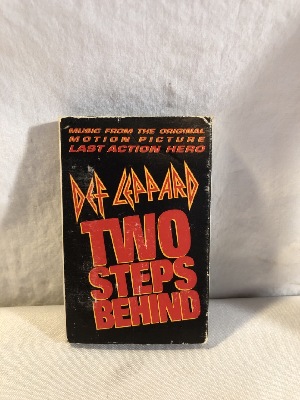 MUSIC FROM THE ORIGINAL
MOTION PICTURE
LAST ACTION HERO
DEF LEPPARD
TWO
STEPS
BEHIND